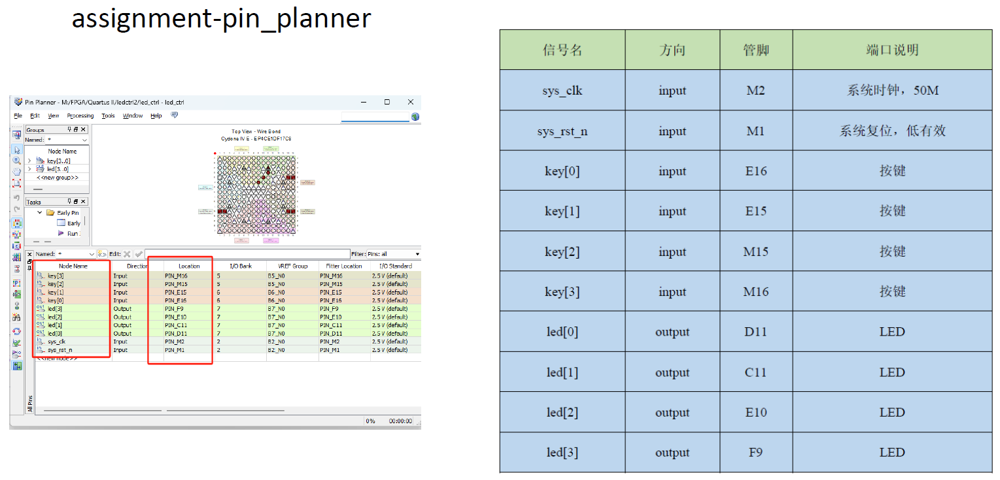 assignment-pin_planner
Pin Planner - M:/FPGA/Quartus II/ledctrl2/led_ctrl - led_ctrl
File Edit View Processing Tools Window Help
Groups
Named: *
Node Name
key[3..0]
led[3..0]
<<new group>>
Tasks
Early Pin
Early
Run
Top View - Wire Bond
Cyclone IV E - EP4CE10F17C8
Named: * Edit: Filter: Pins: all
Node Name Direction Location I/O Bank VREF Group Fitter Location I/O Standard
key[3] Input PIN_M16 5 B5_N0 PIN_M16 2.5 V (default)
key[2] Input PIN_M15 5 B5_N0 PIN_M15 2.5 V (default)
key[1] Input PIN_E15 6 B6_N0 PIN_E15 2.5 V (default)
key[0] Input PIN_E16 6 B6_N0 PIN_E16 2.5 V (default)
led[3] Output PIN_F9 7 B7_N0 PIN_F9 2.5 V (default)
led[2] Output PIN_E10 7 B7_N0 PIN_E10 2.5 V (default)
led[1] Output PIN_C11 7 B7_N0 PIN_C11 2.5 V (default)
led[0] Output PIN_D11 7 B7_N0 PIN_D11 2.5 V (default)
sys_clk Input PIN_M2 2 B2_N0 PIN_M2 2.5 V (default)
sys_rst_n Input PIN_M1 2 B2_N0 PIN_M1 2.5 V (default)
<<new node>>
All Pins
0% 00:00:00
信号名 方向 管脚 端口说明
sys_clk input M2 系统时钟，50M
sys_rst_n input M1 系统复位，低有效
key[0] input E16 按键
key[1] input E15 按键
key[2] input M15 按键
key[3] input M16 按键
led[0] output D11 LED
led[1] output C11 LED
led[2] output E10 LED
led[3] output F9 LED